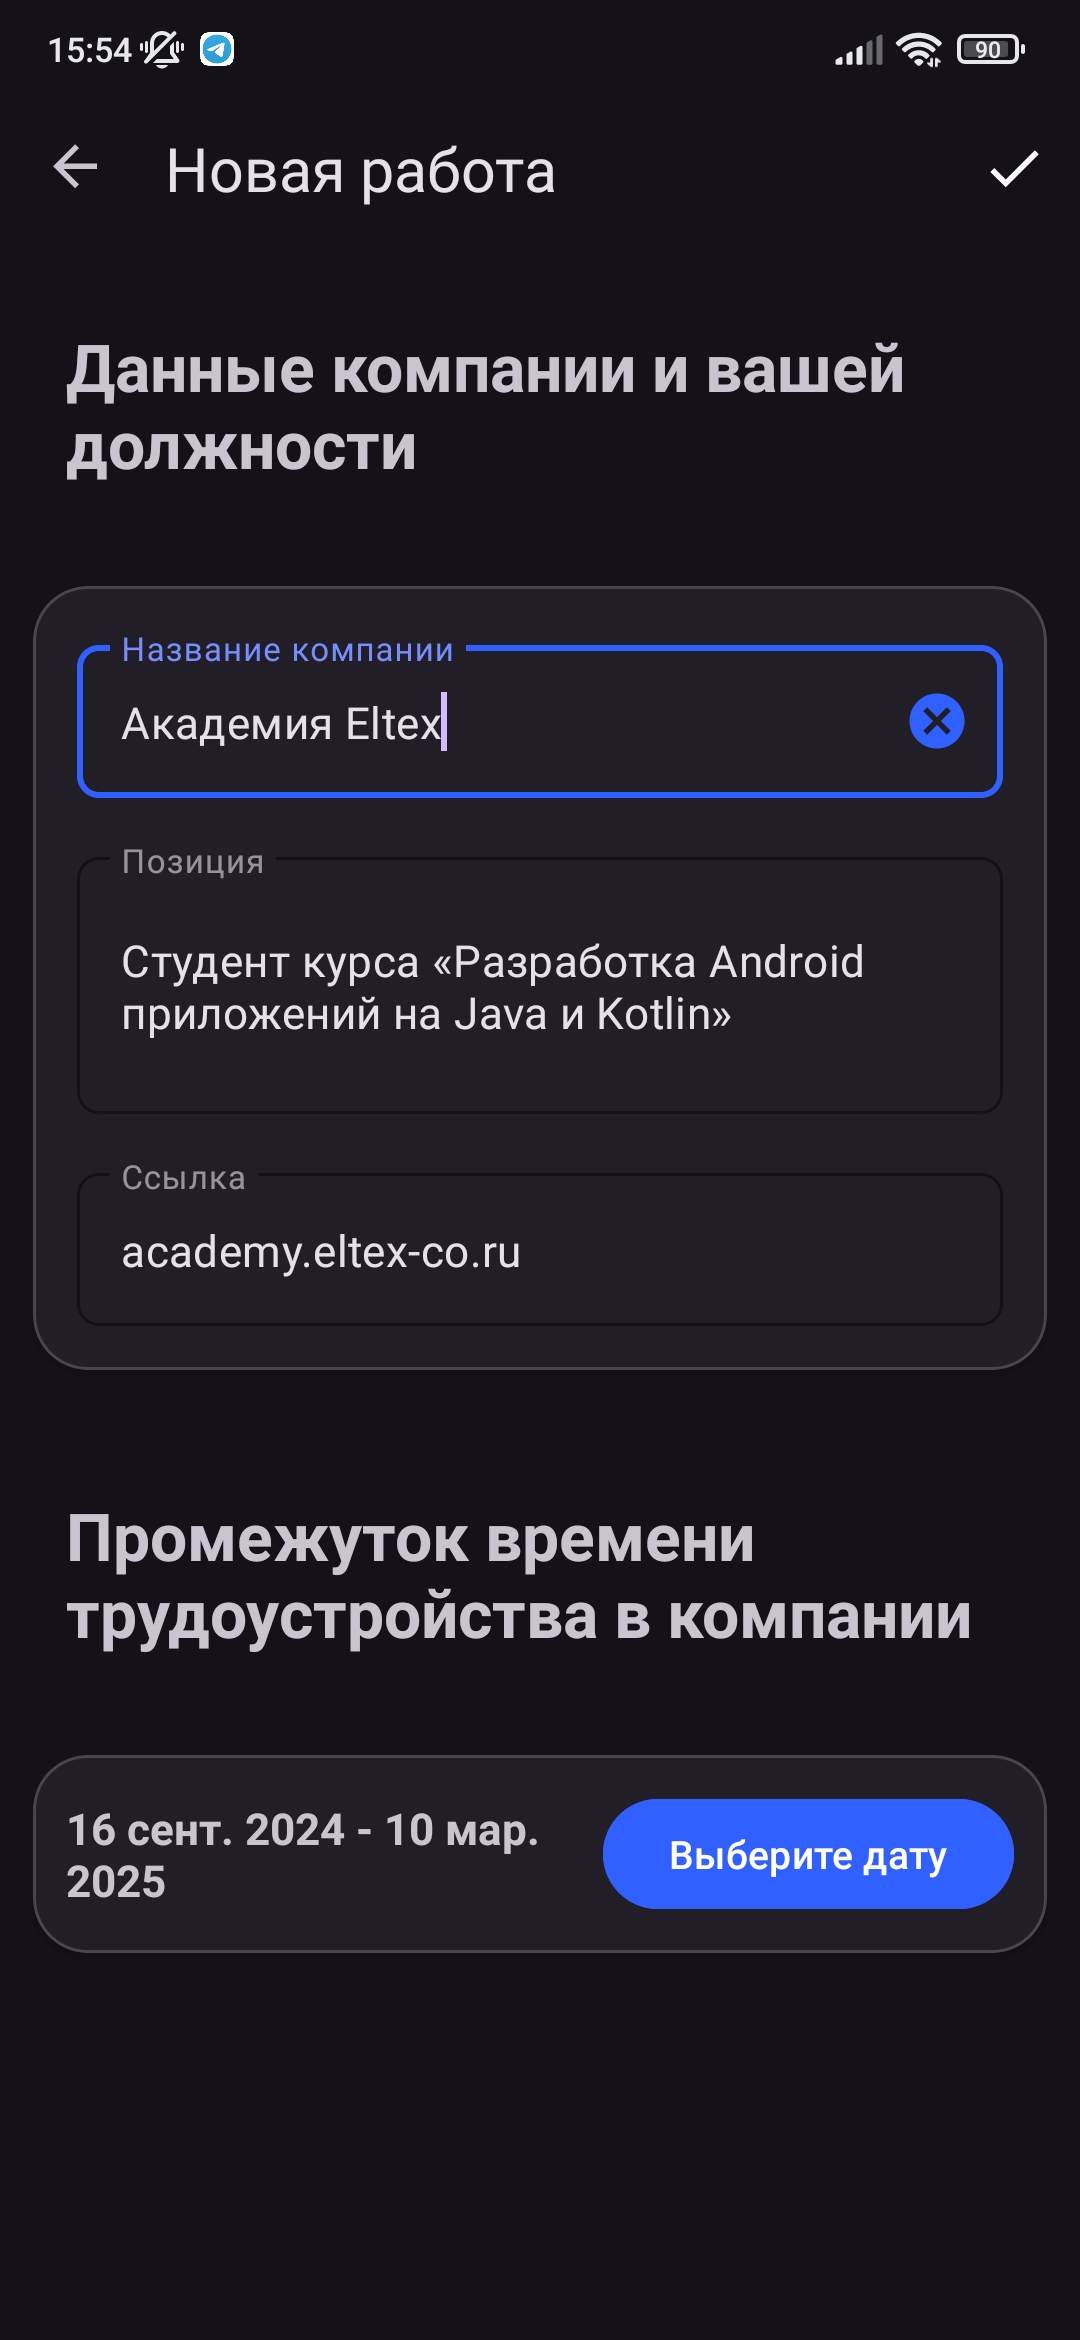 15:54
90
Новая работа
Данные компании и вашей
должности
Название компании
Академия Eltex
Позиция
Студент курса «Разработка Android
приложений на Java и Kotlin»
Ссылка
academy.eltex-co.ru
Промежуток времени
трудоустройства в компании
16 сент. 2024 - 10 мар.
2025
Выберите дату